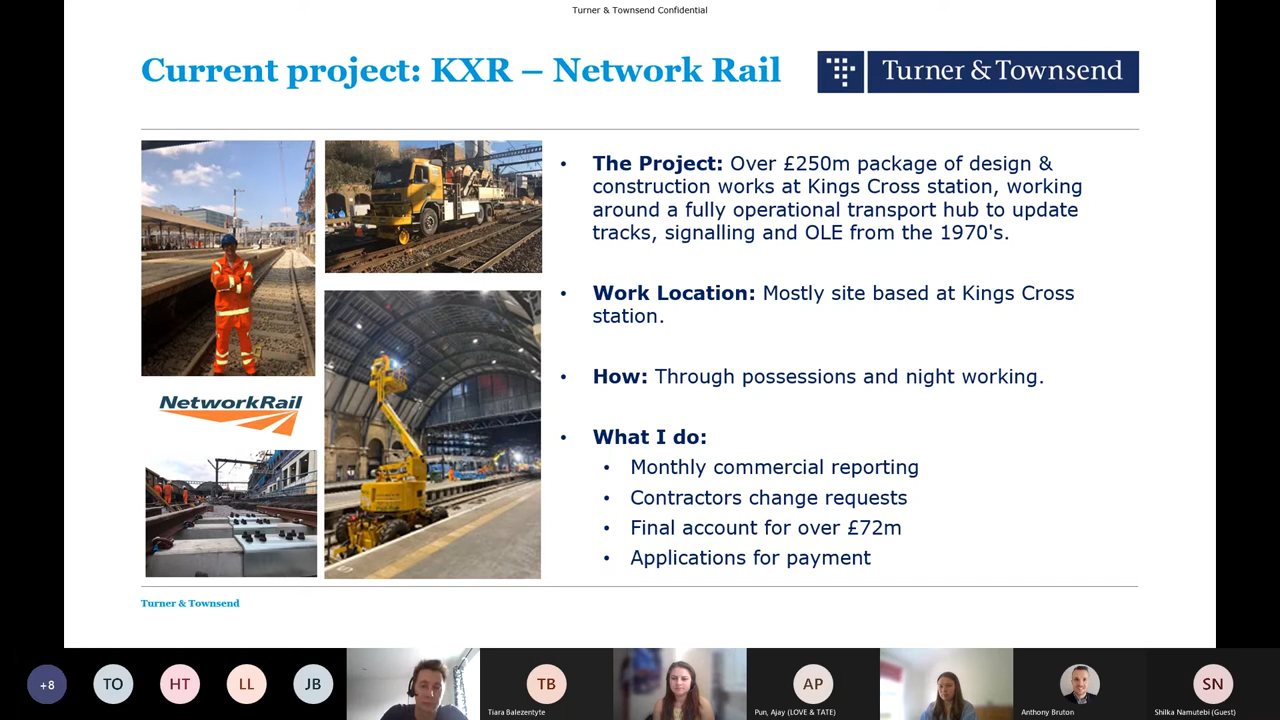 Turner & Townsend Confidential
Current project: KXR – Network Rail
Turner & Townsend
• The Project: Over £250m package of design &
construction works at Kings Cross station, working
around a fully operational transport hub to update
tracks, signalling and OLE from the 1970's.
• Work Location: Mostly site based at Kings Cross
station.
• How: Through possessions and night working.
NetworkRail
• What I do:
• Monthly commercial reporting
• Contractors change requests
• Final account for over £72m
• Applications for payment
Turner & Townsend
+8
TO
HT
LL
JB
TB
Tiara Balezentyte
AP
Pun, Ajay (LOVE & TATE)
Anthony Bruton
SN
Shilka Namutebi (Guest)